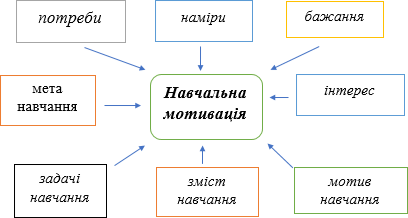 потреби
наміри
бажання
мета
навчання
Навчальна
мотивація
інтерес
задачі
навчання
зміст
навчання
мотив
навчання